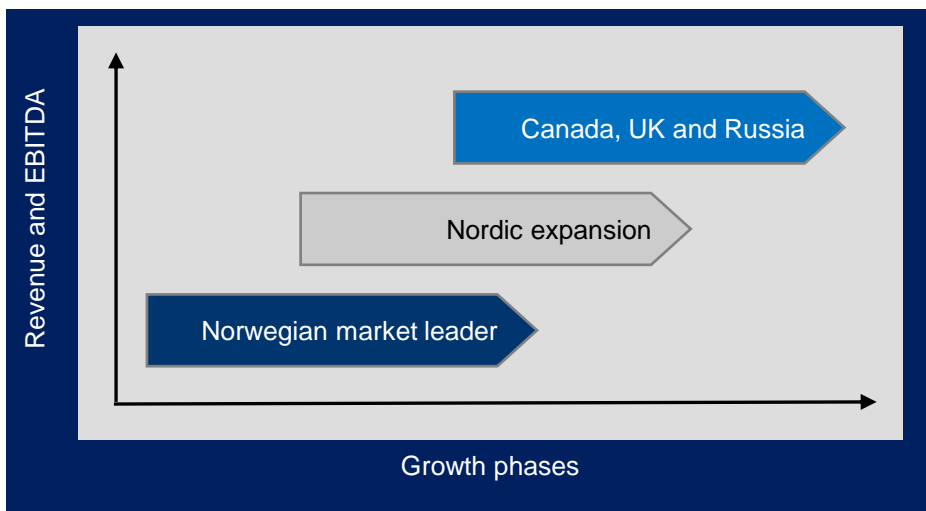 Revenue and EBITDA
Canada, UK and Russia
Nordic expansion
Norwegian market leader
Growth phases